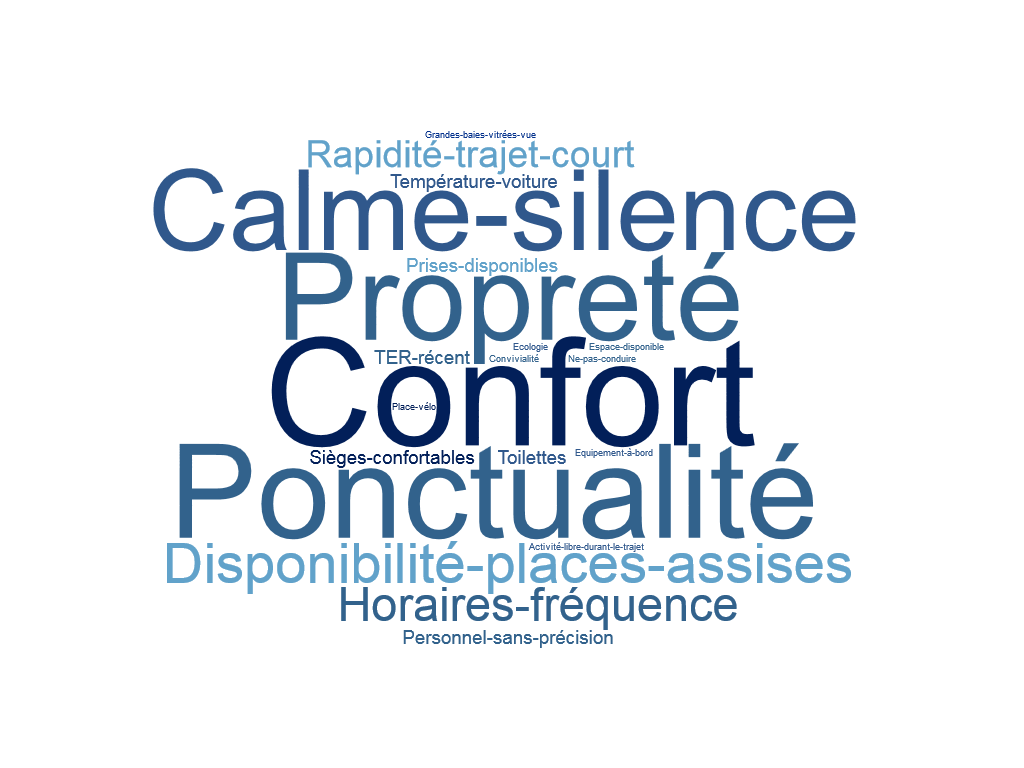 Grandes-baies-vitrées-vue
Rapidité-trajet-court
Température-voiture
Calme-silence
Prises-disponibles
Propreté
Ecologie
Espace-disponible
TER-récent
Convivialité
Ne-pas-conduire
Confort
Place-vélo
Sièges-confortables
Toilettes
Equipement-à-bord
Ponctualité
Activité-libre-durant-le-trajet
Disponibilité-places-assises
Horaires-fréquence
Personnel-sans-précision